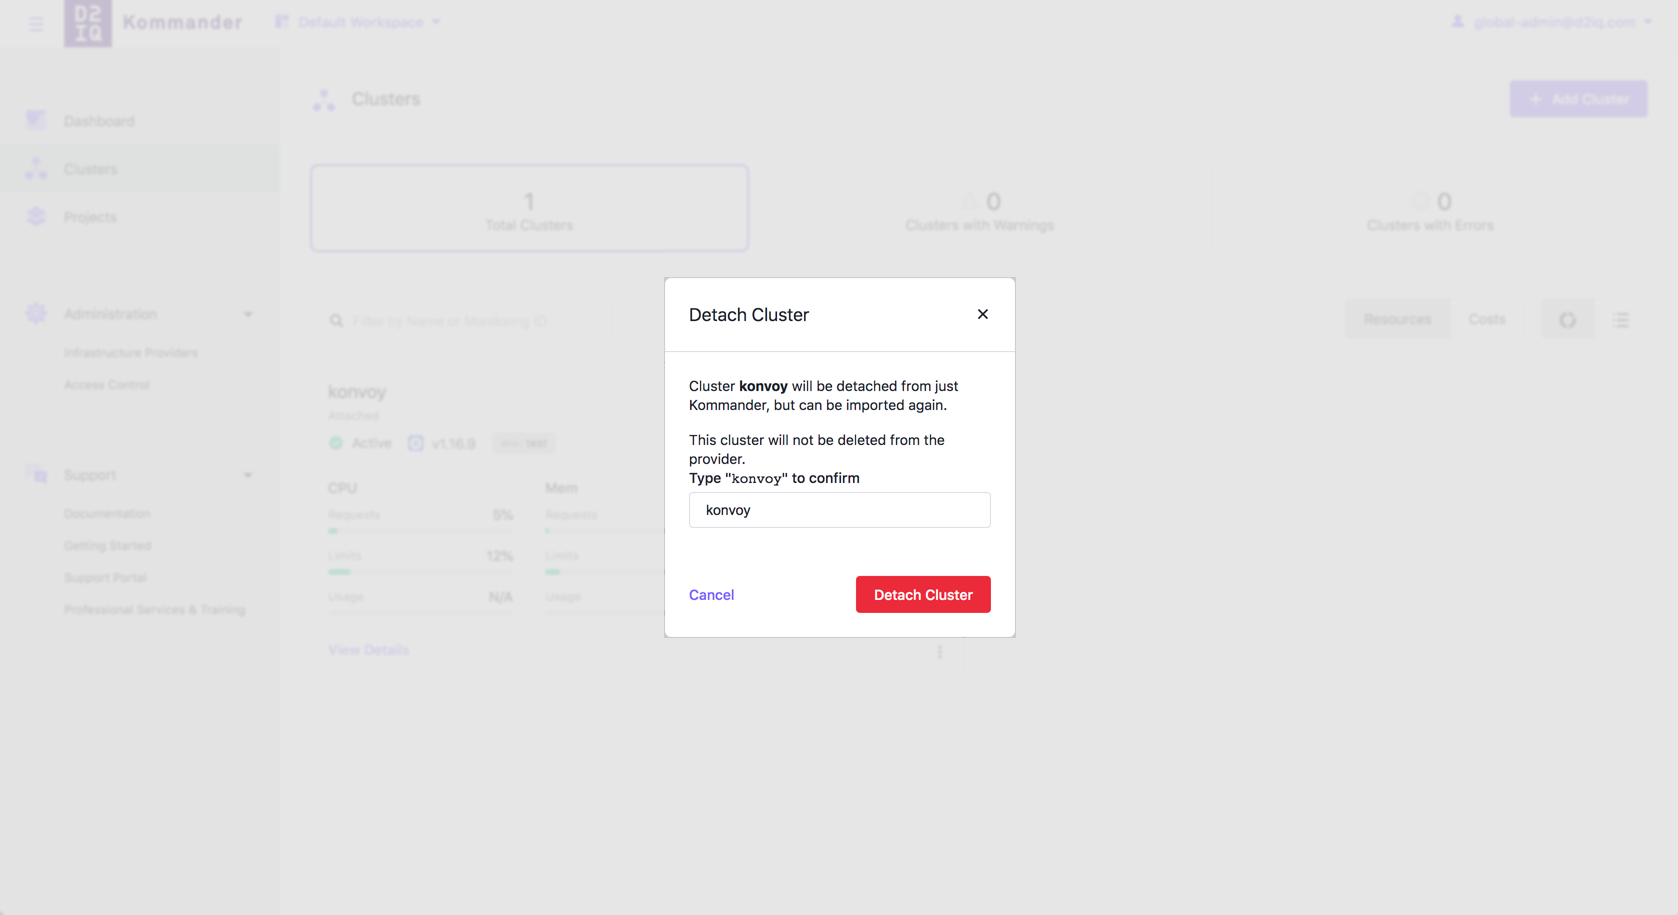 D2 IQ
Kommander
Default Workspace
global-admin@d2iq.com
Dashboard
Clusters
Projects
Administration
Infrastructure Providers
Access Control
Support
Documentation
Getting Started
Support Portal
Professional Services & Training
Clusters
+ Add Cluster
1
Total Clusters
0
Clusters with Warnings
0
Clusters with Errors
Filter by Name or Monitoring ID
Resources
Costs
konvoy
Attached
Active
v1.16.9
test
CPU
Mem
Requests
5%
Requests
Limits
12%
Limits
Usage
N/A
Usage
View Details
Detach Cluster
Cluster konvoy will be detached from just
Kommander, but can be imported again.
This cluster will not be deleted from the
provider.
Type "konvoy" to confirm
konvoy
Cancel
Detach Cluster